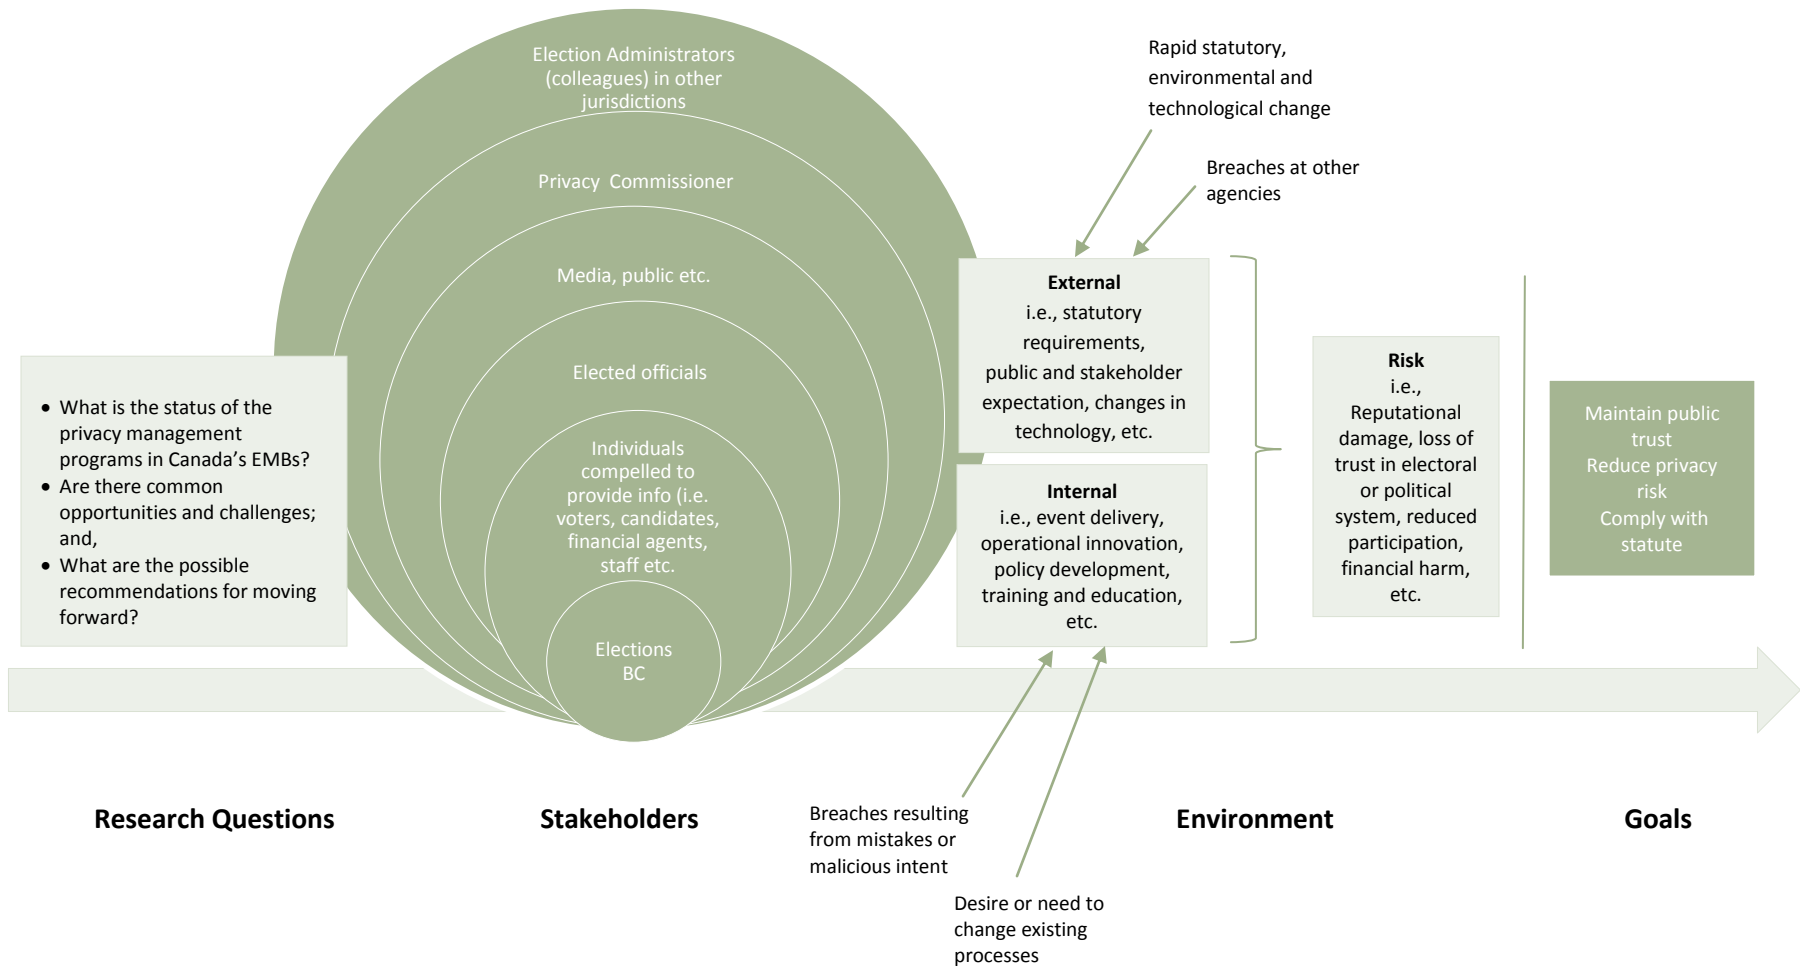 Election Administrators
(colleagues) in other
jurisdictions
Privacy Commissioner
Media, public etc.
Elected officials
Individuals
compelled to
provide info (i.e.
voters, candidates,
financial agents,
staff etc.
Elections
BC
• What is the status of the
privacy management
programs in Canada's EMBs?
• Are there common
opportunities and challenges;
and,
• What are the possible
recommendations for moving
forward?
Rapid statutory,
environmental and
technological change
Breaches at other
agencies
External
i.e., statutory
requirements,
public and stakeholder
expectation, changes in
technology, etc.
Internal
i.e., event delivery,
operational innovation,
policy development,
training and education,
etc.
Risk
i.e.,
Reputational
damage, loss of
trust in electoral
or political
system, reduced
participation,
financial harm,
etc.
Maintain public
trust
Reduce privacy
risk
Comply with
statute
Research Questions
Stakeholders
Environment
Goals
Breaches resulting
from mistakes or
malicious intent
Desire or need to
change existing
processes